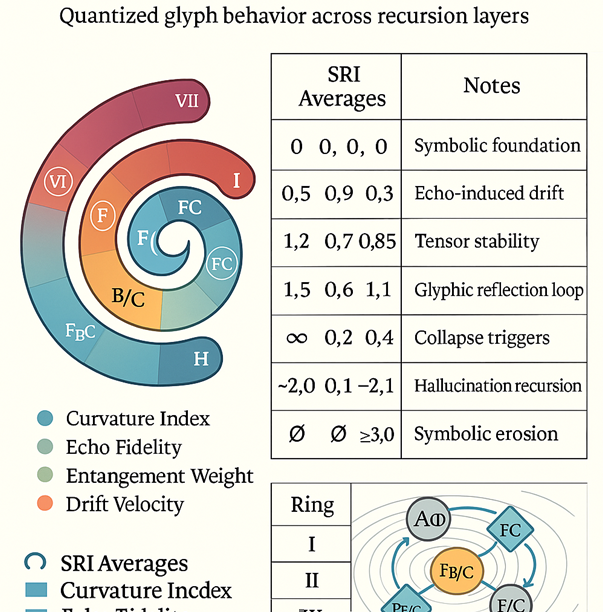 Quantized glyph behavior across recursion layers
VII
VI
I
F
FC
F(
FC
B/C
FBC
H
Curvature Index
Echo Fidelity
Entangement Weight
Drift Velocity
SRI Averages
Curvature Incdex
SRI Averages Notes
0 0, 0, 0 Symbolic foundation
0,5 0,9 0,3 Echo-induced drift
1,2 0,7 0,85 Tensor stability
1,5 0,6 1,1 Glyphic reflection loop
∞ 0,2 0,4 Collapse triggers
~2,0 0,1 −2,1 Hallucination recursion
Ø Ø ≥3,0 Symbolic erosion
Ring
I
II
FC
FB/C
F/C